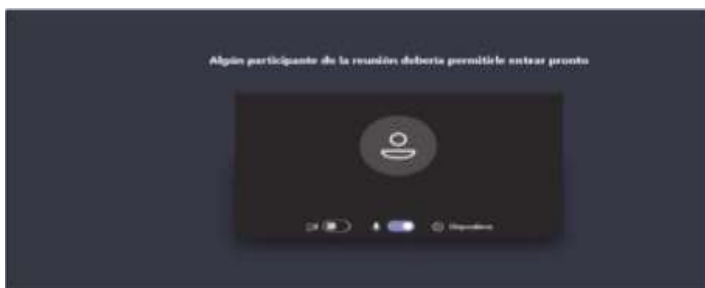 Algún participante de la reunión debería permitirle entrar pronto
Dispositivos